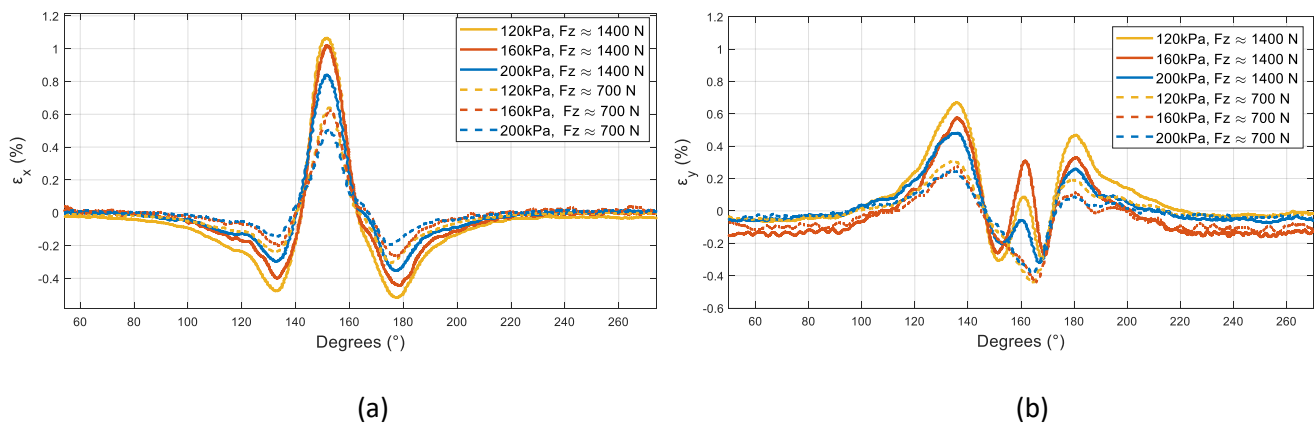 1.2
1
0.8
0.6
0.4
0.2
0
-0.2
-0.4
ε_x (%)
60 80 100 120 140 160 180 200 220 240 260
Degrees (°)
120kPa, Fz ≈ 1400 N
160kPa, Fz ≈ 1400 N
200kPa, Fz ≈ 1400 N
120kPa, Fz ≈ 700 N
160kPa, Fz ≈ 700 N
200kPa, Fz ≈ 700 N
(a)
1.2
1
0.8
0.6
0.4
0.2
0
-0.2
-0.4
-0.6
ε_y (%)
60 80 100 120 140 160 180 200 220 240 260
Degrees (°)
120kPa, Fz ≈ 1400 N
160kPa, Fz ≈ 1400 N
200kPa, Fz ≈ 1400 N
120kPa, Fz ≈ 700 N
160kPa, Fz ≈ 700 N
200kPa, Fz ≈ 700 N
(b)